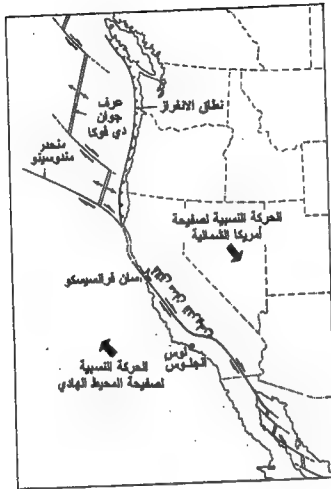 نطاق الانغراز
عرف
جوان
دي فوكا
منحدر
مندوسينو
الحركة النسبية لصفيحة
أمريكا الشمالية
سان فرانسيسكو
لوس
انجلوس
الحركة النسبية
لصفيحة المحيط الهادي